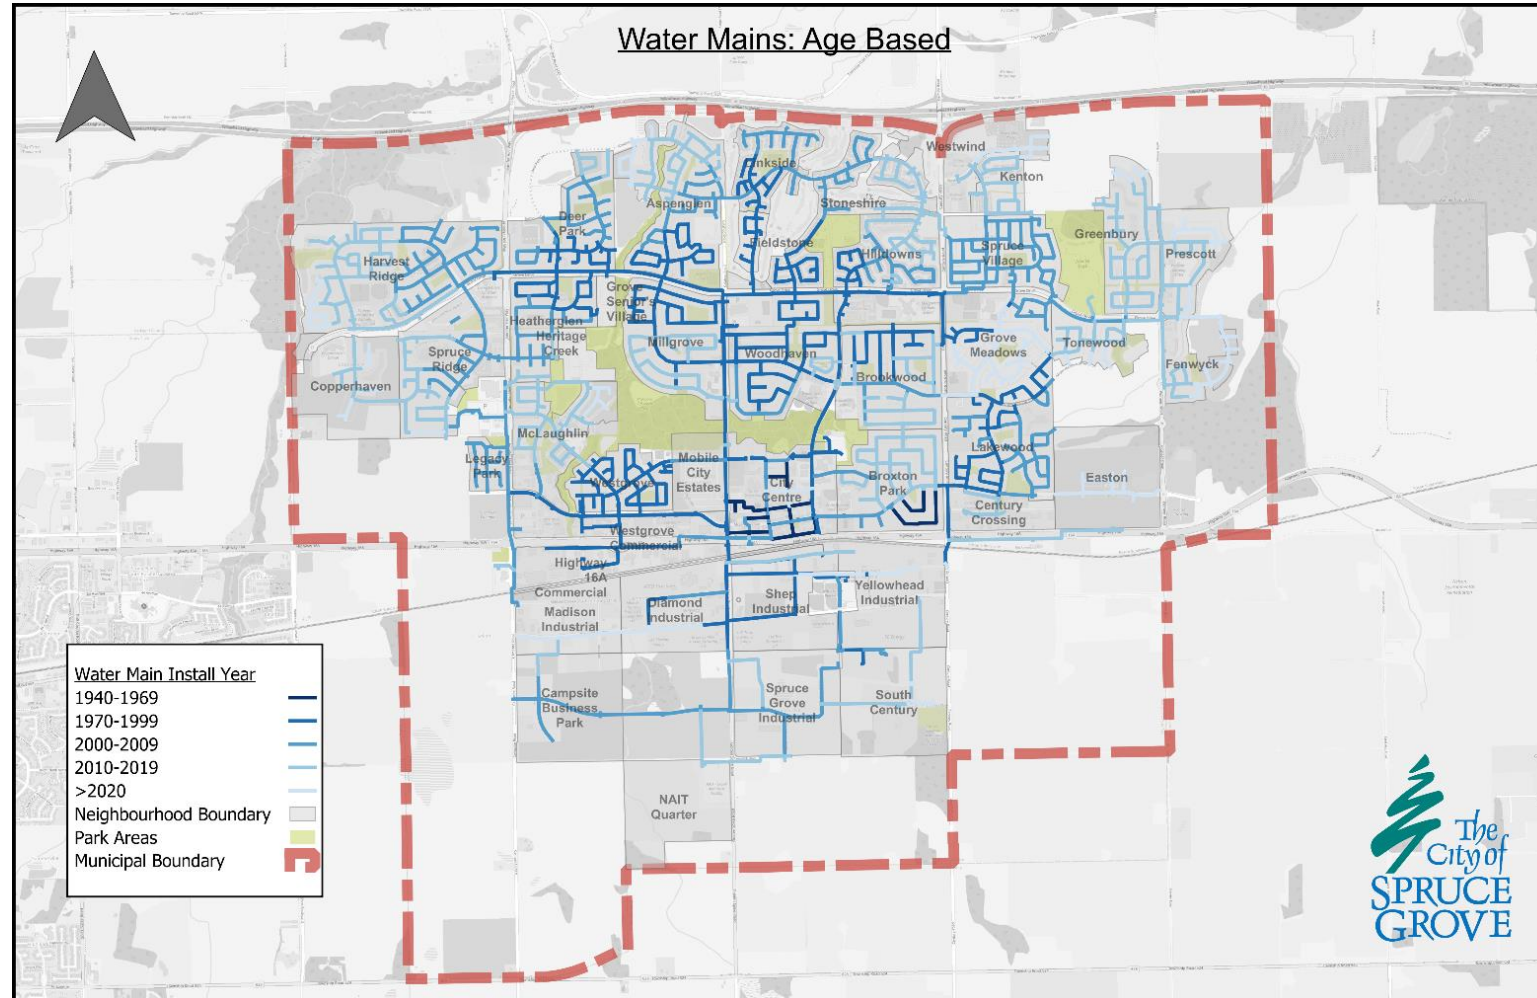 Water Mains: Age Based
Westwind
Kenton
Aspenglen
Stoneshire
Deer
Park
Greenbury
Fieldstone
Hilldowns
Spruce
Village
Prescott
Harvest
Ridge
Grove
Senior's
Village
Heatherglen
Heritage
Creek
Millgrove
Woodhaven
Grove
Meadows
Tonewood
Spruce
Ridge
Copperhaven
Brookwood
Fenwyck
McLaughlin
Legacy
Park
Mobile
City
Estates
Westgrove
City
Centre
Broxton
Park
Lakewood
Easton
Century
Crossing
Westgrove
Commercial
Highway
16A
Commercial
Madison
Industrial
Diamond
Industrial
Shep
Industrial
Yellowhead
Industrial
Campsite
Business
Park
Spruce
Grove
Industrial
South
Century
NAIT
Quarter
Water Main Install Year
1940-1969
1970-1999
2000-2009
2010-2019
>2020
Neighbourhood Boundary
Park Areas
Municipal Boundary
The
City of
SPRUCE
GROVE